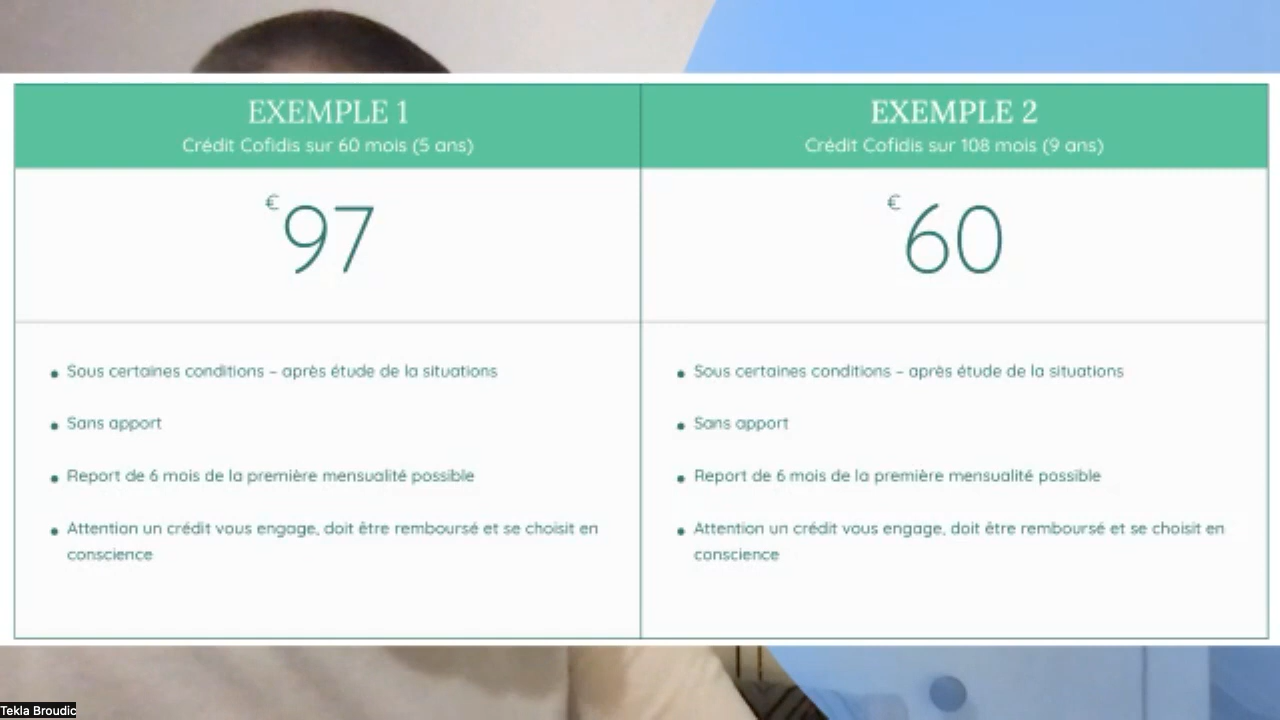 EXEMPLE 1
Crédit Cofidis sur 60 mois (5 ans)
€97
Sous certaines conditions – après étude de la situations
Sans apport
Report de 6 mois de la première mensualité possible
Attention un crédit vous engage, doit être remboursé et se choisit en
conscience
EXEMPLE 2
Crédit Cofidis sur 108 mois (9 ans)
€60
Sous certaines conditions – après étude de la situations
Sans apport
Report de 6 mois de la première mensualité possible
Attention un crédit vous engage, doit être remboursé et se choisit en
conscience
Tekla Broudic